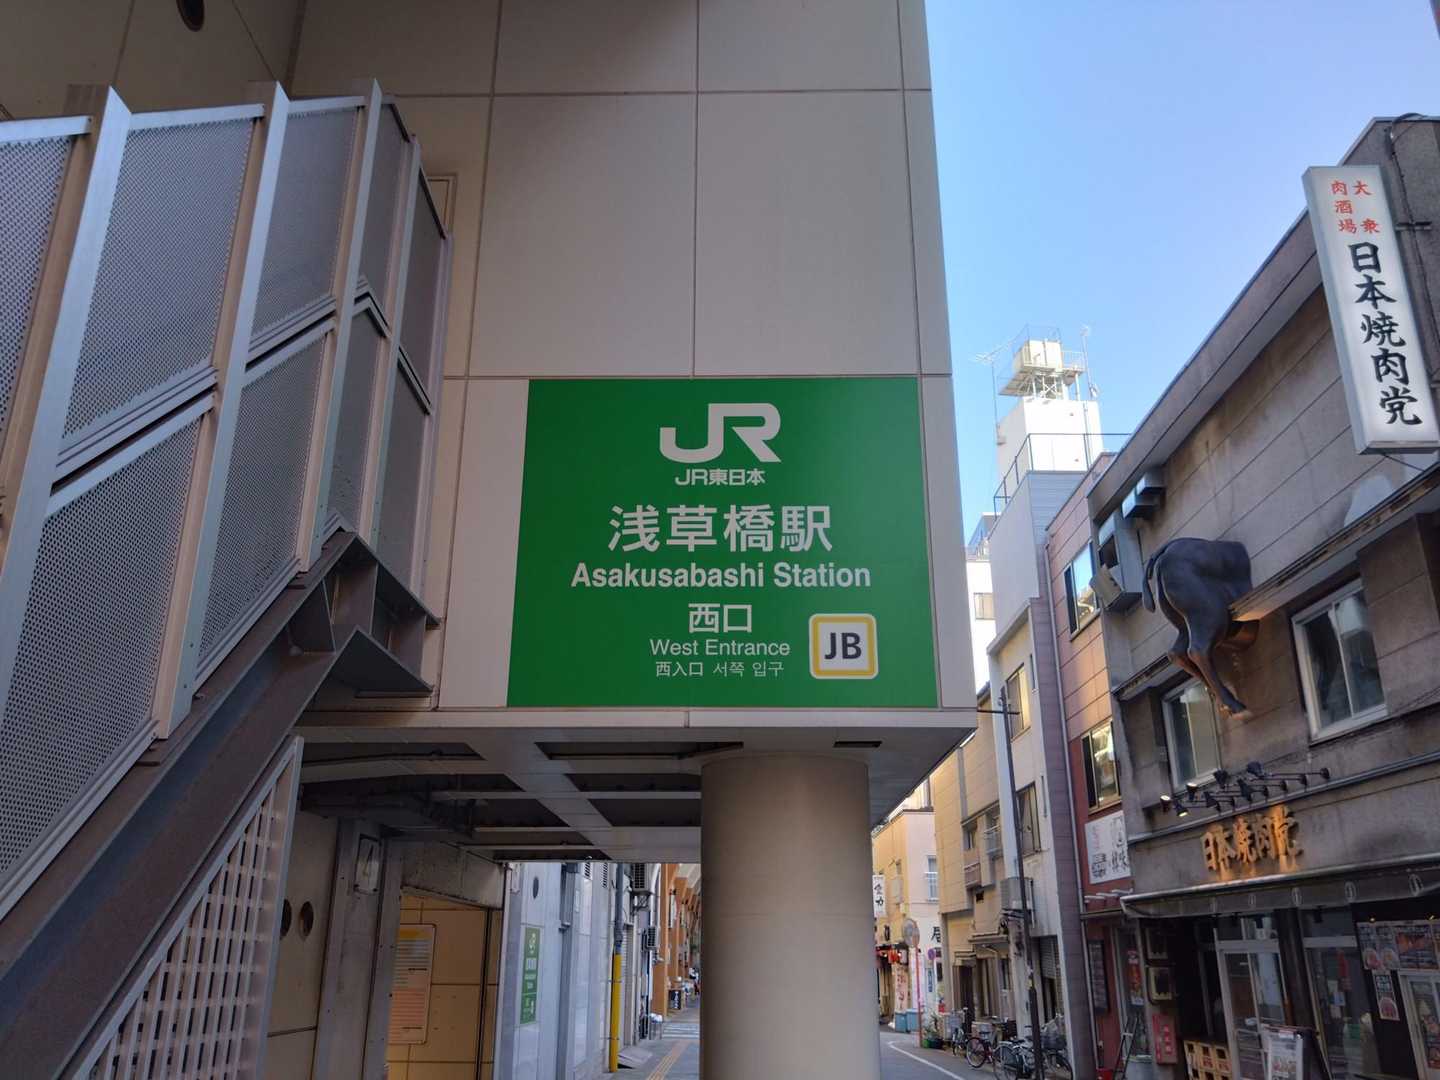 JR
JR東日本
浅草橋駅
Asakusabashi Station
西口
West Entrance
西入口 서쪽 입구
JB
大衆
肉酒場
日本焼肉党
日本焼肉党
JR